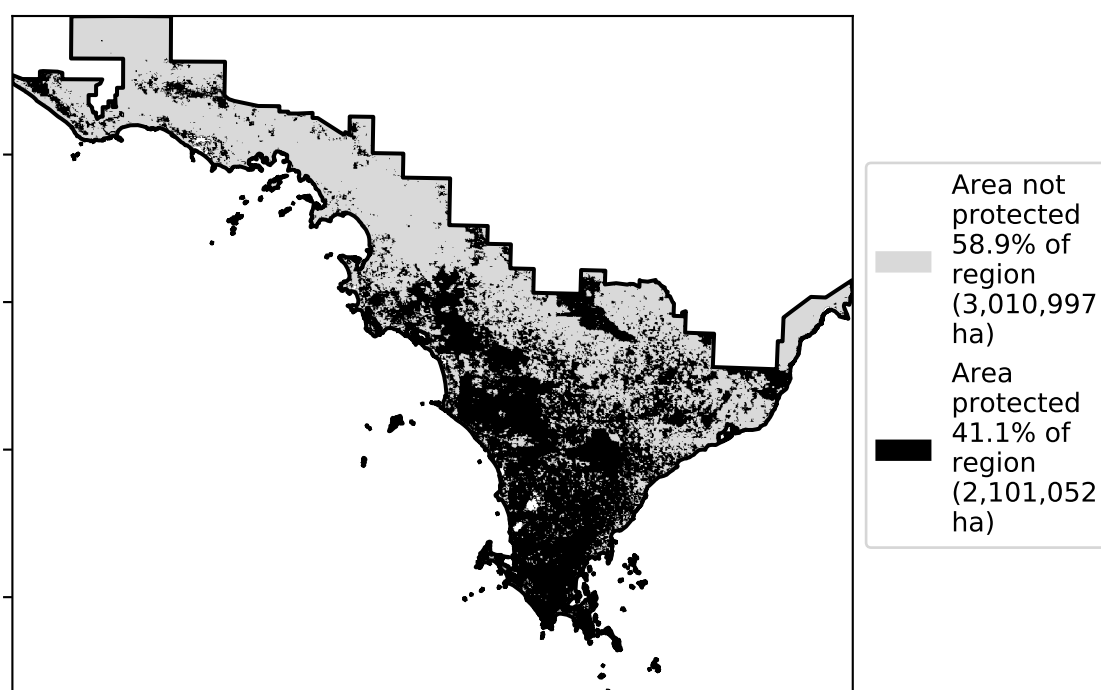 Area not
protected
58.9% of
region
(3,010,997
ha)
Area
protected
41.1% of
region
(2,101,052
ha)